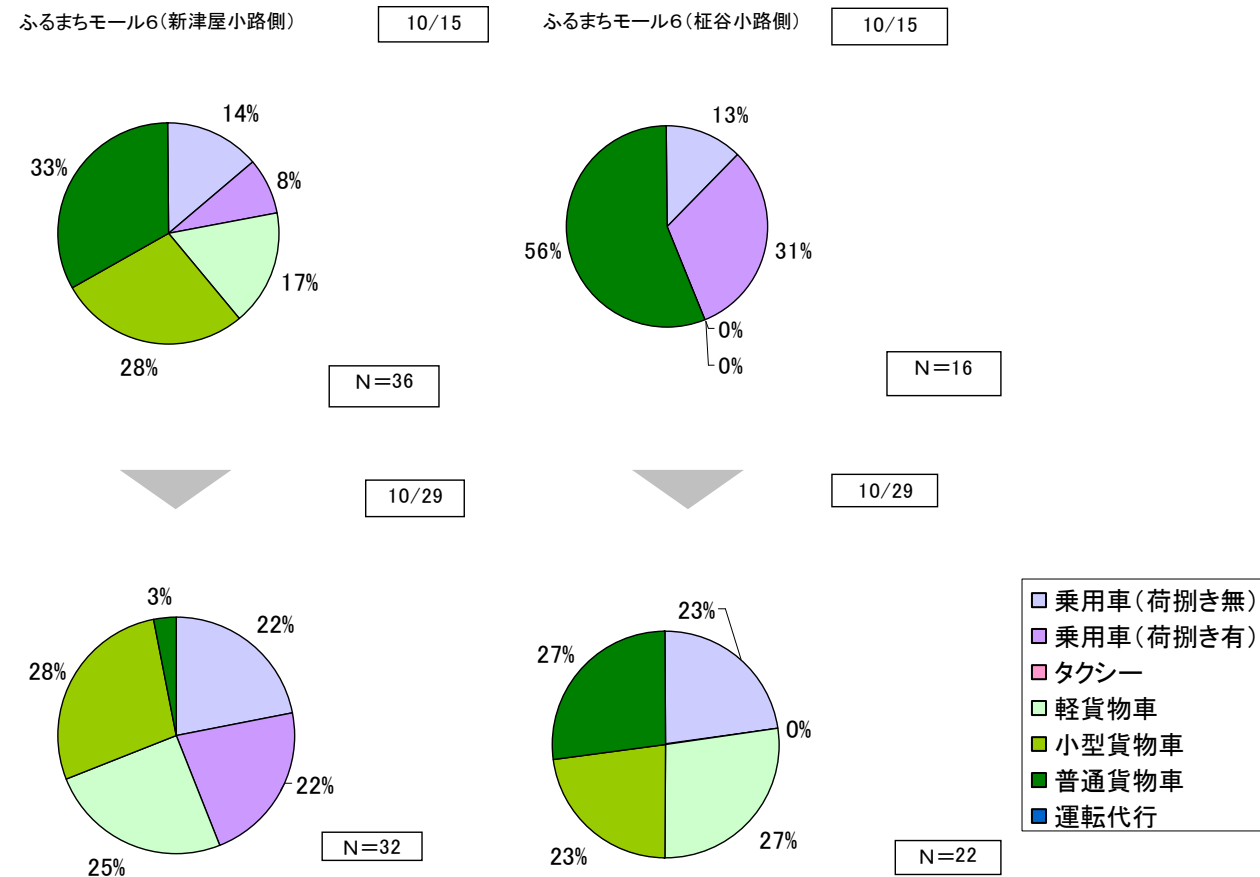 ふるまちモール６（新津屋小路側）
10/15
ふるまちモール６（柾谷小路側）
10/15
14%
8%
17%
28%
33%
N＝36
13%
31%
0%
0%
56%
N＝16
10/29
10/29
22%
22%
25%
28%
3%
N＝32
23%
0%
27%
23%
27%
N＝22
乗用車（荷捌き無）
乗用車（荷捌き有）
タクシー
軽貨物車
小型貨物車
普通貨物車
運転代行